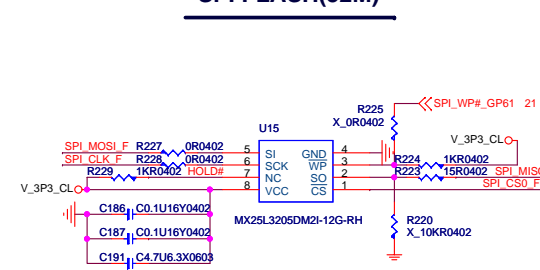 SPI_WP#_GP61 21
R225
X_0R0402
U15
V_3P3_CL
SPI_MOSI_F R227 0R0402 5 SI GND 4
SPI_CLK_F R228 0R0402 6 SCK WP 3 R224 1KR0402
R229 1KR0402 HOLD# 7 NC SO 2 R223 15R0402 SPI_MISO
V_3P3_CL 8 VCC CS 1 SPI_CS0_F
C186 C0.1U16Y0402 MX25L3205DM2I-12G-RH R220
X_10KR0402
C187 C0.1U16Y0402
C191 C4.7U6.3X0603